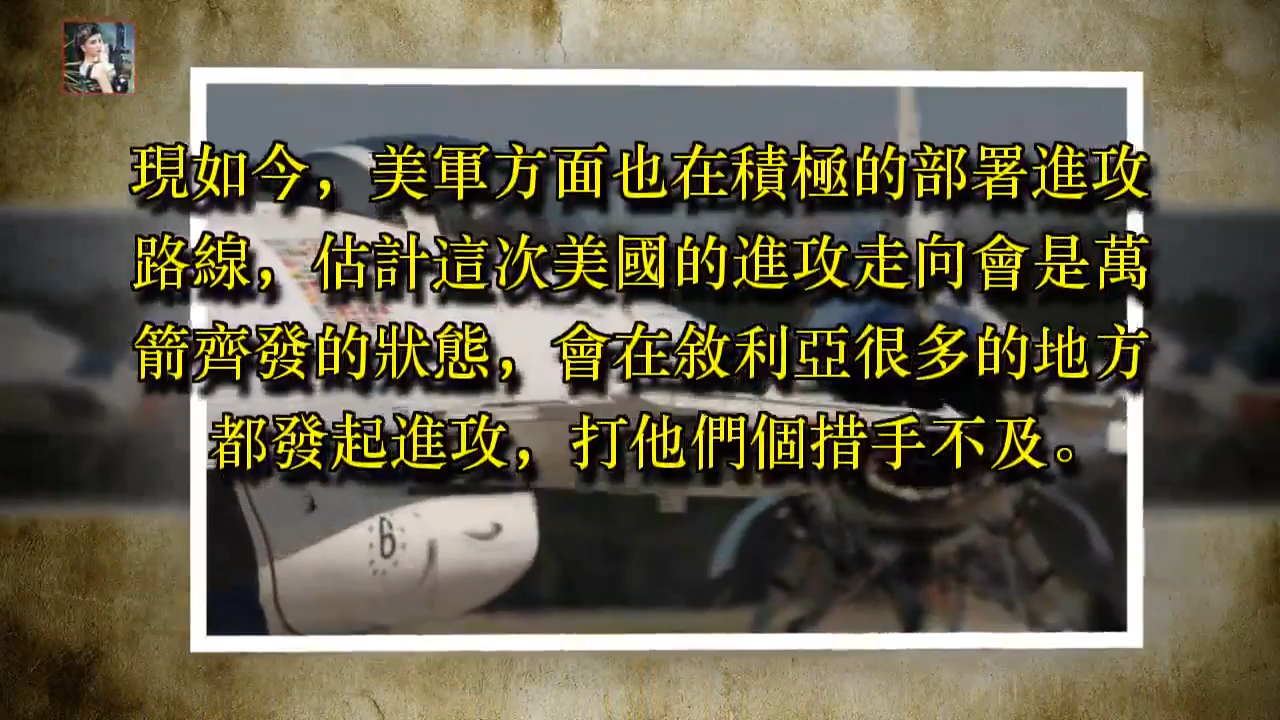 現如今，美軍方面也在積極的部署進攻
路線，估計這次美國的進攻走向會是萬
箭齊發的狀態，會在敘利亞很多的地方
都發起進攻，打他們個措手不及。
6